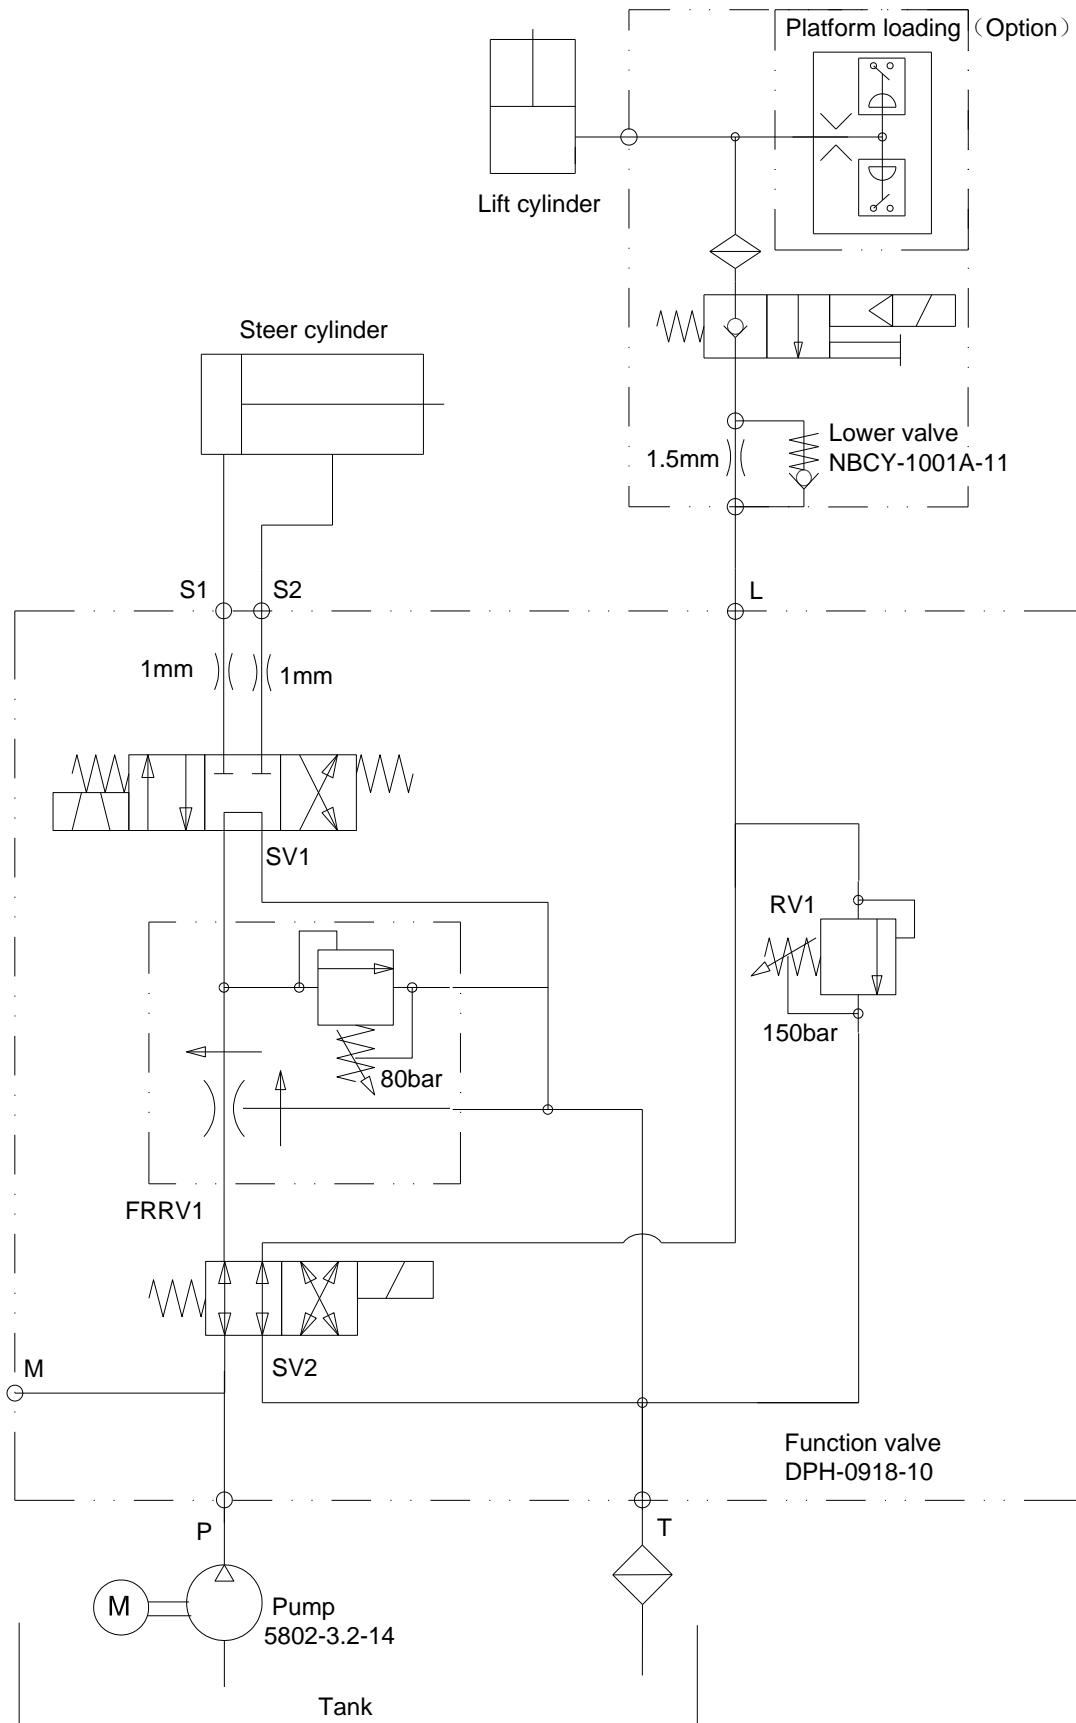 Platform loading（Option）
Lift cylinder
Steer cylinder
1.5mm
Lower valve
NBCY-1001A-11
S1
S2
L
1mm
1mm
SV1
RV1
150bar
80bar
FRRV1
SV2
M
Function valve
DPH-0918-10
P
T
M
Pump
5802-3.2-14
Tank